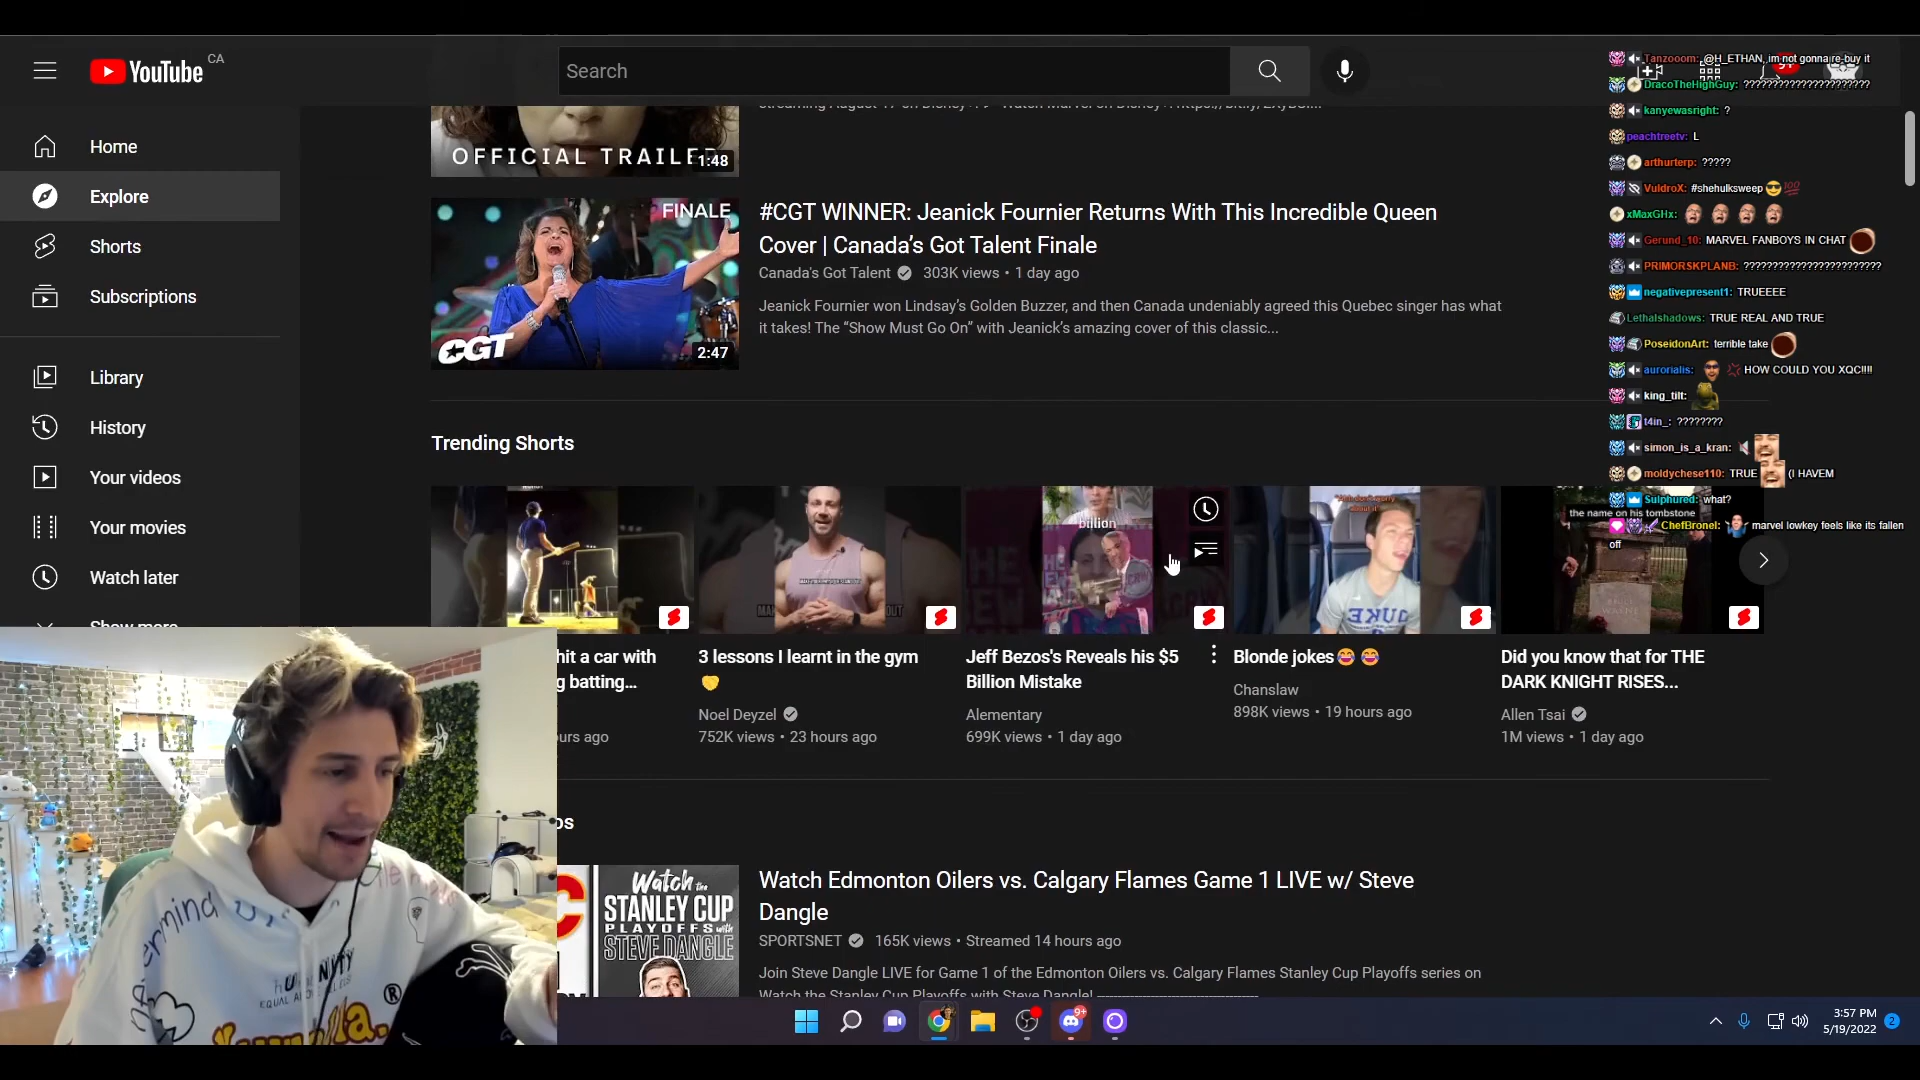 YouTube CA
Search
Home
Explore
Shorts
Subscriptions
Library
History
Your videos
Your movies
Watch later
OFFICIAL TRAILER
1:48
FINALE
CGT
2:47
#CGT WINNER: Jeanick Fournier Returns With This Incredible Queen
Cover | Canada's Got Talent Finale
Canada's Got Talent 303K views • 1 day ago
Jeanick Fournier won Lindsay's Golden Buzzer, and then Canada undeniably agreed this Quebec singer has what
it takes! The “Show Must Go On” with Jeanick's amazing cover of this classic...
Trending Shorts
billion
DUKE
the name on his tombstone
hit a car with
g batting...
urs ago
3 lessons I learnt in the gym
Noel Deyzel
752K views • 23 hours ago
Jeff Bezos's Reveals his $5
Billion Mistake
Alementary
699K views • 1 day ago
Blonde jokes😂😂
Chanslaw
898K views • 19 hours ago
Did you know that for THE
DARK KNIGHT RISES...
Allen Tsai
1M views • 1 day ago
os
Watch the
STANLEY CUP
PLAYOFFS with
STEVE DANGLE
Watch Edmonton Oilers vs. Calgary Flames Game 1 LIVE w/ Steve
Dangle
SPORTSNET 165K views • Streamed 14 hours ago
Join Steve Dangle LIVE for Game 1 of the Edmonton Oilers vs. Calgary Flames Stanley Cup Playoffs series on
Watch the Stanley Cup Playoffs with Steve Dangle!
Tanzooom: @H_ETHAN, im not gonna re-buy it
DracoTheHighGuy: ??????????????????????
kanyewasright: ?
peachtreetv: L
arthurterp: ?????
VuldroX: #shehulksweep 😎💯
xMaxGHx:
Gerund_10: MARVEL FANBOYS IN CHAT
PRIMORSKPLANB: ????????????????????????
negativepresent1: TRUEEEE
Lethalshadows: TRUE REAL AND TRUE
PoseidonArt: terrible take
aurorialis: HOW COULD YOU XQC!!!!
king_tilt:
t4in_: ????????
simon_is_a_kran:
moldychese110: TRUE (I HAVEM
Sulphured: what?
ChefBronel: marvel lowkey feels like its fallen
off
9+
3:57 PM
5/19/2022
2